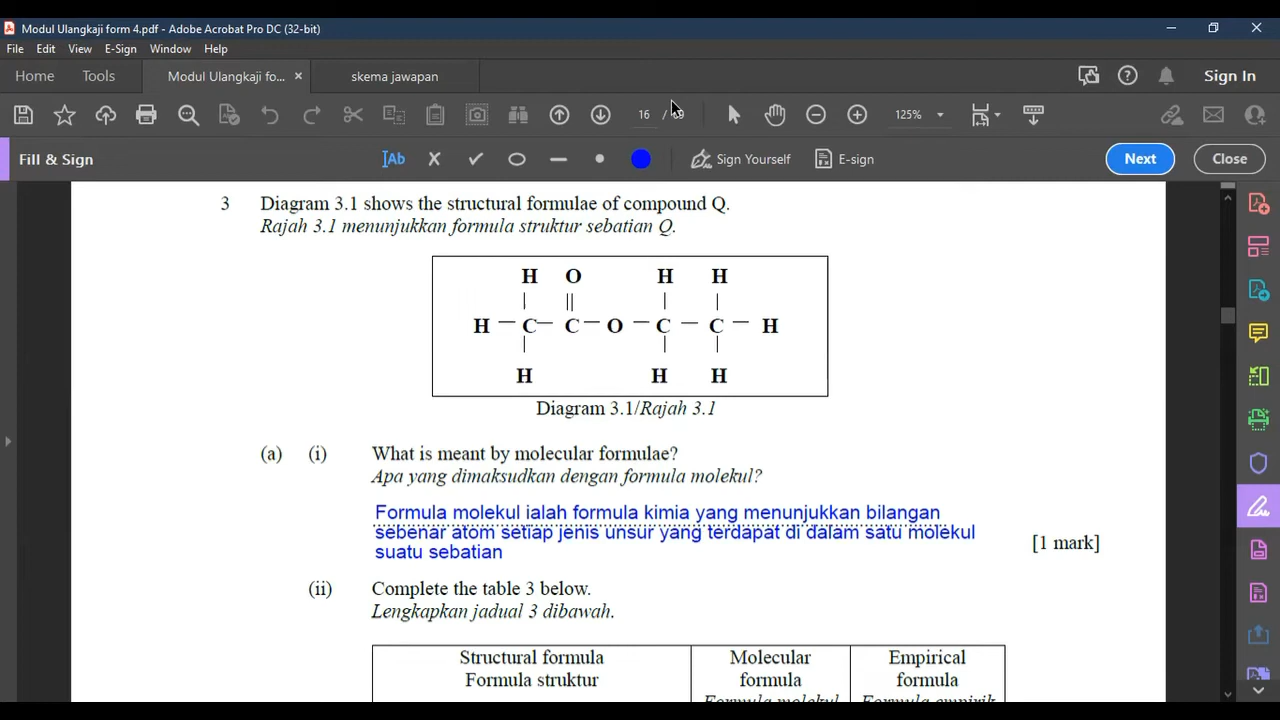 Modul Ulangkaji form 4.pdf - Adobe Acrobat Pro DC (32-bit)
File Edit View E-Sign Window Help
Home Tools Modul Ulangkaji fo... × skema jawapan Sign In
16 / 125%
Fill & Sign Ab Sign Yourself E-sign Next Close
3 Diagram 3.1 shows the structural formulae of compound Q.
Rajah 3.1 menunjukkan formula struktur sebatian Q.
H O H H
H — C — C — O — C — C — H
H H H
Diagram 3.1/Rajah 3.1
(a) (i) What is meant by molecular formulae?
Apa yang dimaksudkan dengan formula molekul?
Formula molekul ialah formula kimia yang menunjukkan bilangan
sebenar atom setiap jenis unsur yang terdapat di dalam satu molekul
suatu sebatian
[1 mark]
(ii) Complete the table 3 below.
Lengkapkan jadual 3 dibawah.
Structural formula Molecular Empirical
Formula struktur formula formula
Formula molekul Formula empirik